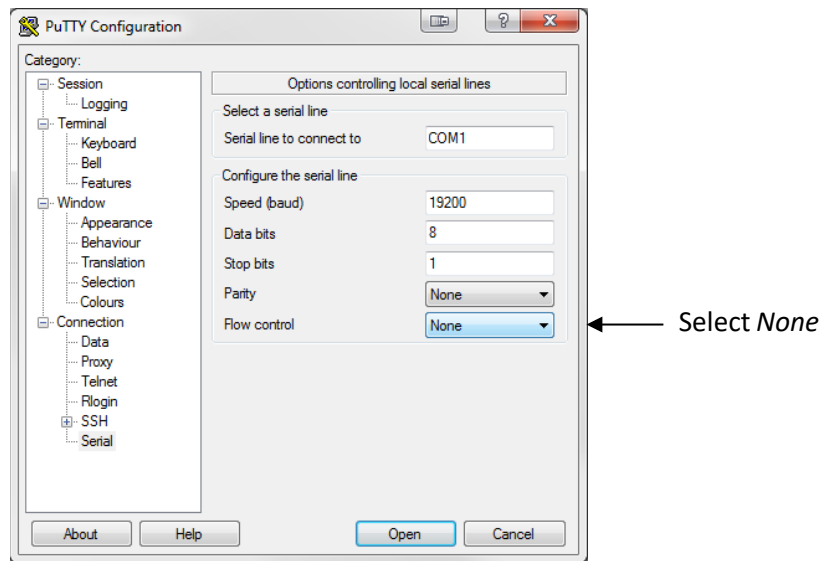 PuTTY Configuration
Category:
Session
Logging
Terminal
Keyboard
Bell
Features
Window
Appearance
Behaviour
Translation
Selection
Colours
Connection
Data
Proxy
Telnet
Rlogin
SSH
Serial
Options controlling local serial lines
Select a serial line
Serial line to connect to COM1
Configure the serial line
Speed (baud) 19200
Data bits 8
Stop bits 1
Parity None
Flow control None
Select None
About Help Open Cancel